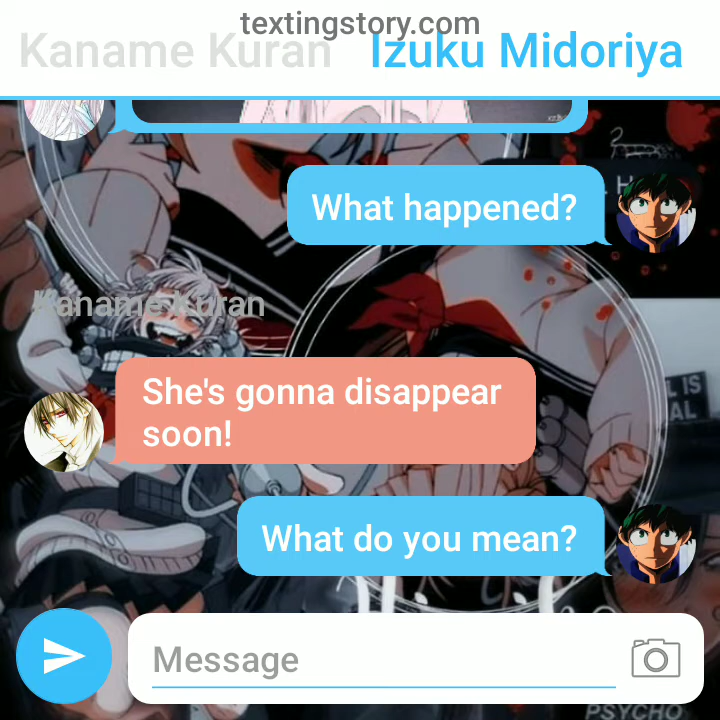 textingstory.com
Kaname Kuran Izuku Midoriya
What happened?
Kaname Kuran
She's gonna disappear
soon!
What do you mean?
Message
PSYCHO